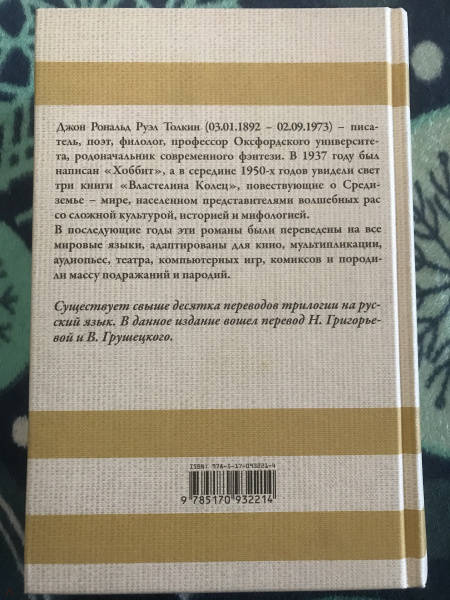 Джон Рональд Руэл Толкин (03.01.1892 – 02.09.1973) – писа-
тель, поэт, филолог, профессор Оксфордского университе-
та, родоначальник современного фэнтези. В 1937 году был
написан «Хоббит», а в середине 1950-х годов увидели свет
три книги «Властелина Колец», повествующие о Среди-
земье – мире, населенном представителями волшебных рас
со сложной культурой, историей и мифологией.
В последующие годы эти романы были переведены на все
мировые языки, адаптированы для кино, мультипликации,
аудиопьес, театра, компьютерных игр, комиксов и породи-
ли массу подражаний и пародий.
Существует свыше десятка переводов трилогии на рус-
ский язык. В данное издание вошел перевод Н. Григорье-
вой и В. Грушецкого.
ISBN: 978-5-17-093221-4
9 785170 932214